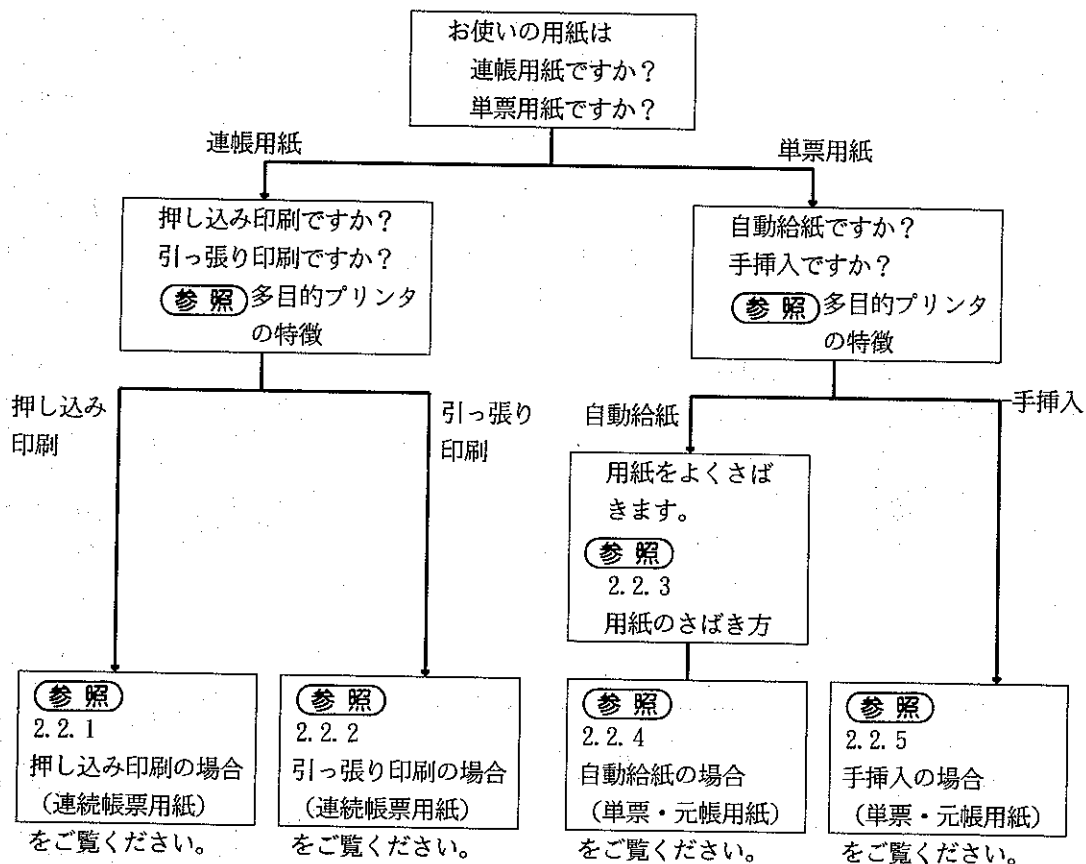 お使いの用紙は
連帳用紙ですか？
単票用紙ですか？
連帳用紙
単票用紙
押し込み印刷ですか？
引っ張り印刷ですか？
参照 多目的プリンタ
の特徴
自動給紙ですか？
手挿入ですか？
参照 多目的プリンタ
の特徴
押し込み
印刷
引っ張り
印刷
自動給紙
手挿入
用紙をよくさば
きます。
参照
2.2.3
用紙のさばき方
参照
2.2.1
押し込み印刷の場合
（連続帳票用紙）
をご覧ください。
参照
2.2.2
引っ張り印刷の場合
（連続帳票用紙）
をご覧ください。
参照
2.2.4
自動給紙の場合
（単票・元帳用紙）
をご覧ください。
参照
2.2.5
手挿入の場合
（単票・元帳用紙）
をご覧ください。